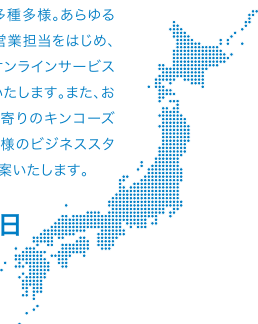 多種多様。あらゆる
営業担当をはじめ、
オンラインサービス
いたします。また、お
寄りのキンコーズ
様のビジネススタ
案いたします。
日